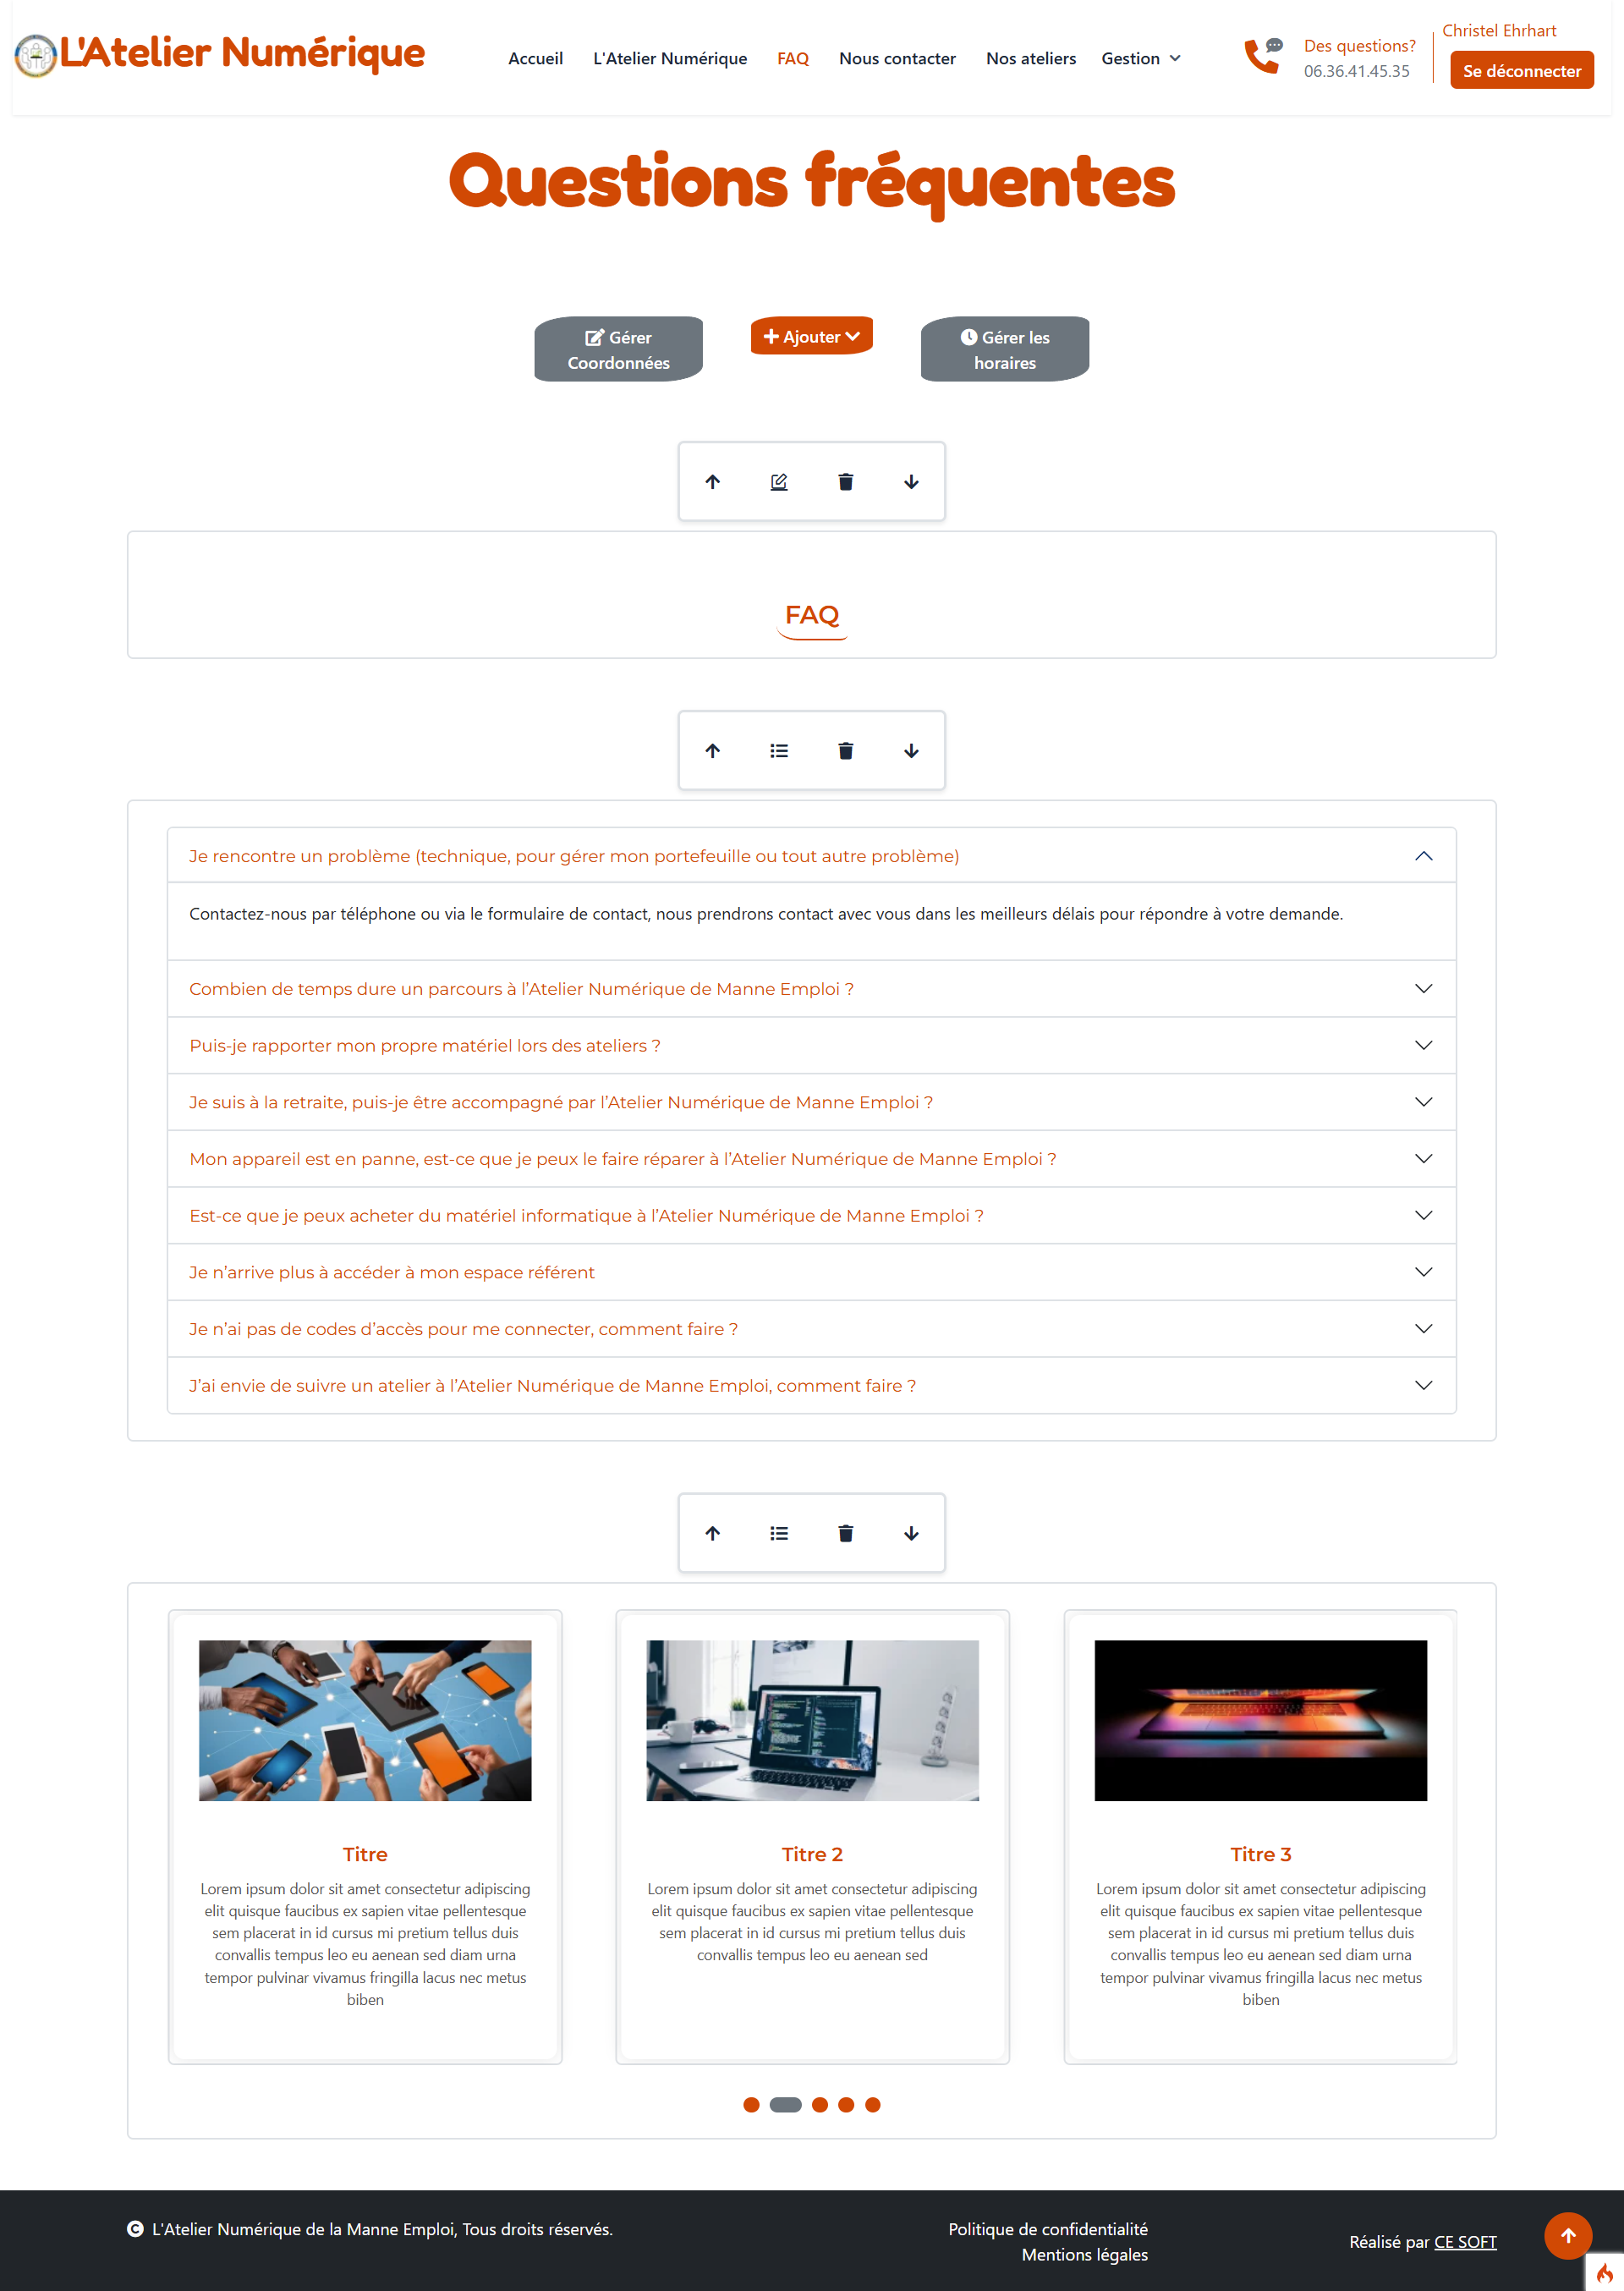 L'Atelier Numérique
Accueil
L'Atelier Numérique
FAQ
Nous contacter
Nos ateliers
Gestion
Des questions?
06.36.41.45.35
Christel Ehrhart
Se déconnecter
Questions fréquentes
Gérer
Coordonnées
Ajouter
Gérer les
horaires
FAQ
Je rencontre un problème (technique, pour gérer mon portefeuille ou tout autre problème)
Contactez-nous par téléphone ou via le formulaire de contact, nous prendrons contact avec vous dans les meilleurs délais pour répondre à votre demande.
Combien de temps dure un parcours à l’Atelier Numérique de Manne Emploi ?
Puis-je rapporter mon propre matériel lors des ateliers ?
Je suis à la retraite, puis-je être accompagné par l’Atelier Numérique de Manne Emploi ?
Mon appareil est en panne, est-ce que je peux le faire réparer à l’Atelier Numérique de Manne Emploi ?
Est-ce que je peux acheter du matériel informatique à l’Atelier Numérique de Manne Emploi ?
Je n’arrive plus à accéder à mon espace référent
Je n’ai pas de codes d’accès pour me connecter, comment faire ?
J’ai envie de suivre un atelier à l’Atelier Numérique de Manne Emploi, comment faire ?
Titre
Lorem ipsum dolor sit amet consectetur adipiscing
elit quisque faucibus ex sapien vitae pellentesque
sem placerat in id cursus mi pretium tellus duis
convallis tempus leo eu aenean sed diam urna
tempor pulvinar vivamus fringilla lacus nec metus
biben
Titre 2
Lorem ipsum dolor sit amet consectetur adipiscing
elit quisque faucibus ex sapien vitae pellentesque
sem placerat in id cursus mi pretium tellus duis
convallis tempus leo eu aenean sed
Titre 3
Lorem ipsum dolor sit amet consectetur adipiscing
elit quisque faucibus ex sapien vitae pellentesque
sem placerat in id cursus mi pretium tellus duis
convallis tempus leo eu aenean sed diam urna
tempor pulvinar vivamus fringilla lacus nec metus
biben
L'Atelier Numérique de la Manne Emploi, Tous droits réservés.
Politique de confidentialité
Mentions légales
Réalisé par CE SOFT